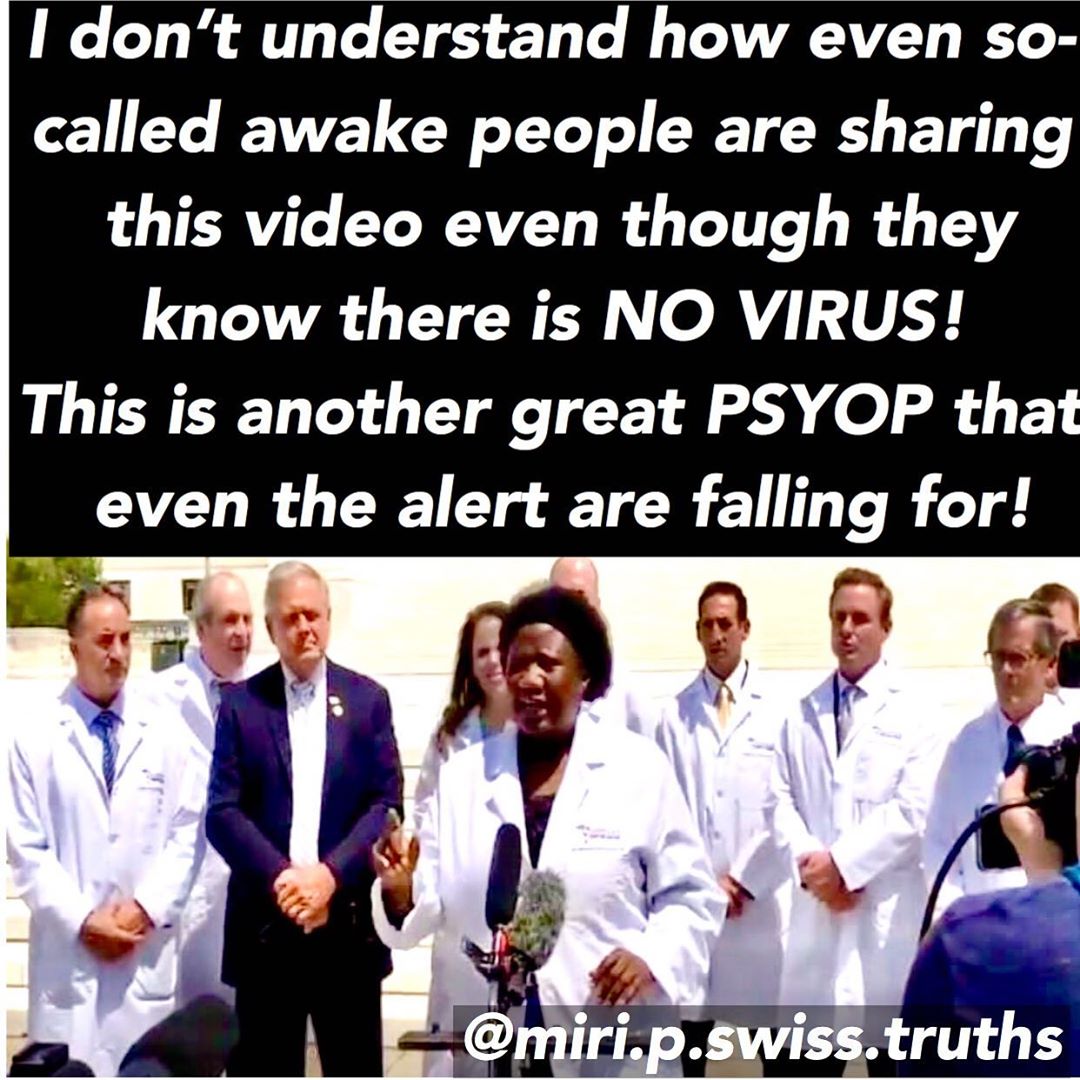 I don’t understand how even so-
called awake people are sharing
this video even though they
know there is NO VIRUS!
This is another great PSYOP that
even the alert are falling for!
@miri.p.swiss.truths